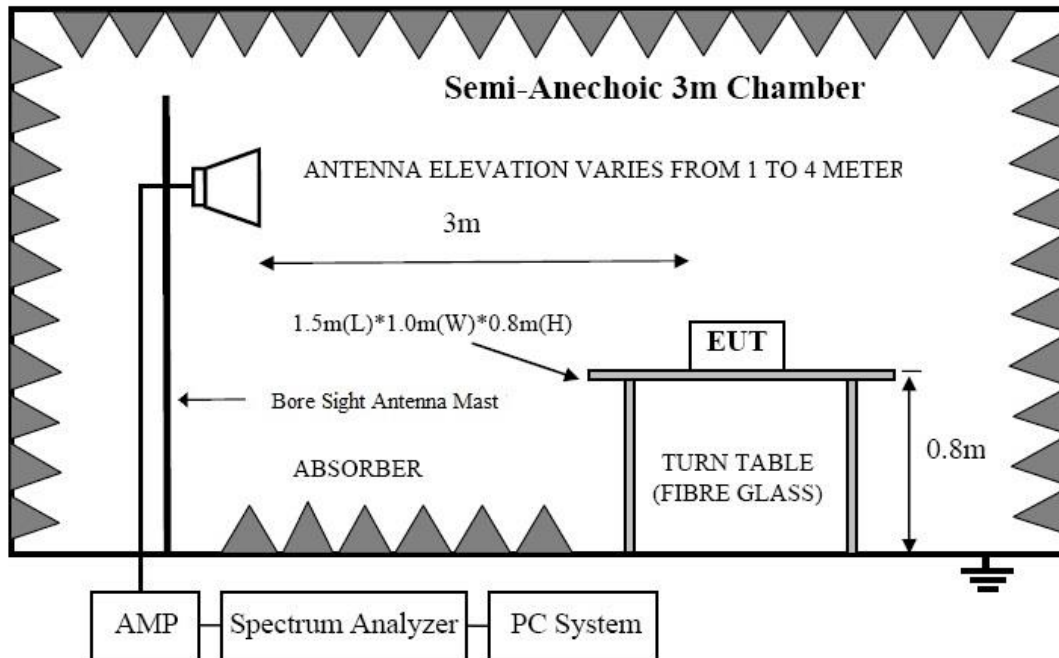 Semi-Anechoic 3m Chamber
ANTENNA ELEVATION VARIES FROM 1 TO 4 METER
3m
1.5m(L)*1.0m(W)*0.8m(H)
EUT
Bore Sight Antenna Mast
0.8m
ABSORBER
TURN TABLE
(FIBRE GLASS)
AMP
Spectrum Analyzer
PC System